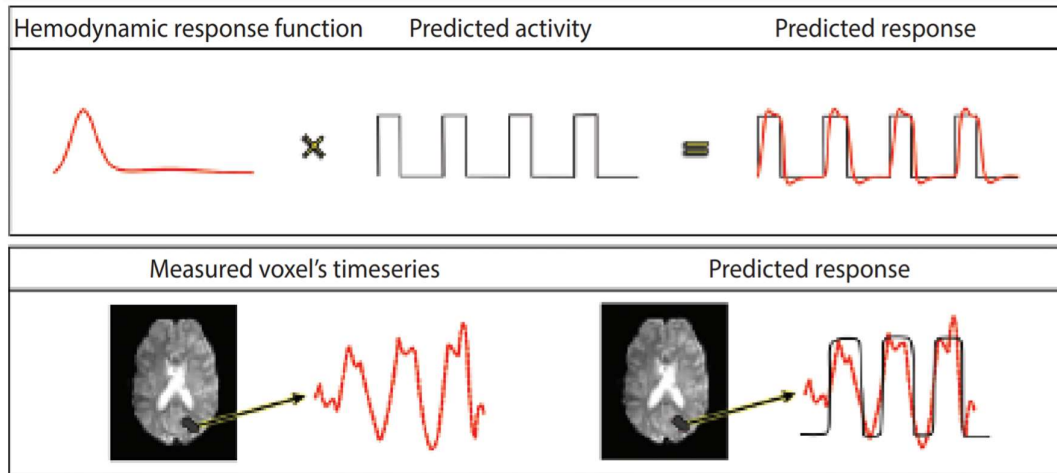 Hemodynamic response function Predicted activity Predicted response
× =
Measured voxel's timeseries Predicted response